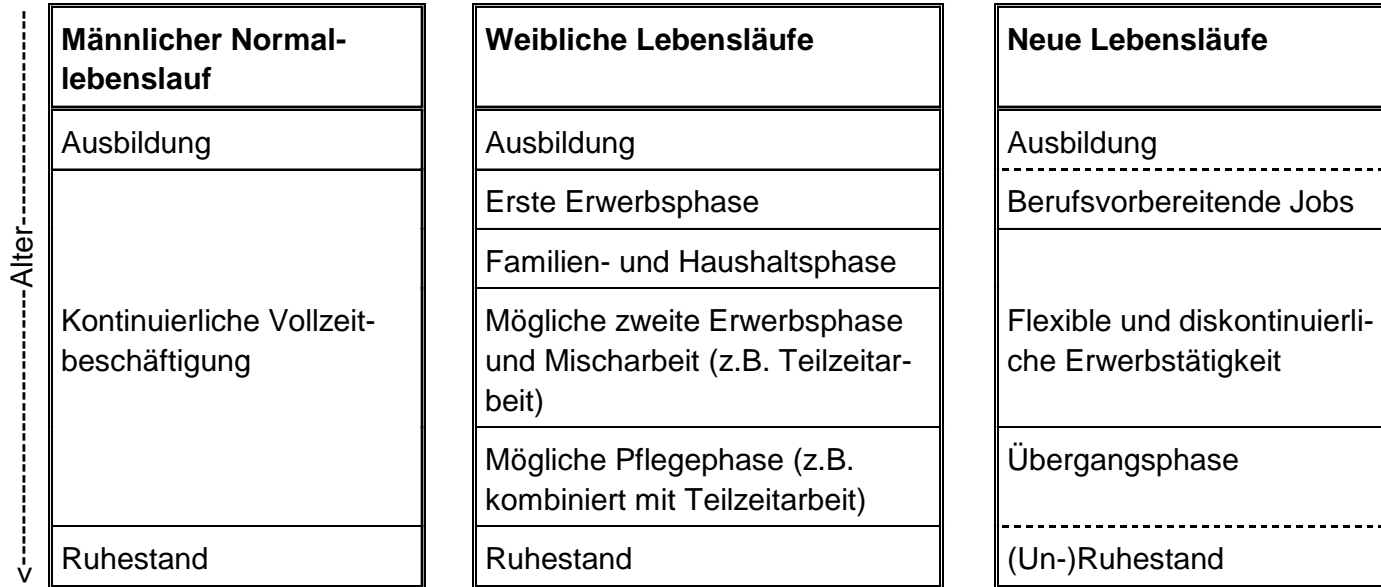 Alter
Männlicher Normal-
lebenslauf
Ausbildung
Kontinuierliche Vollzeit-
beschäftigung
Ruhestand
Weibliche Lebensläufe
Ausbildung
Erste Erwerbsphase
Familien- und Haushaltsphase
Mögliche zweite Erwerbsphase
und Mischarbeit (z.B. Teilzeitar-
beit)
Mögliche Pflegephase (z.B.
kombiniert mit Teilzeitarbeit)
Ruhestand
Neue Lebensläufe
Ausbildung
Berufsvorbereitende Jobs
Flexible und diskontinuierli-
che Erwerbstätigkeit
Übergangsphase
(Un-)Ruhestand